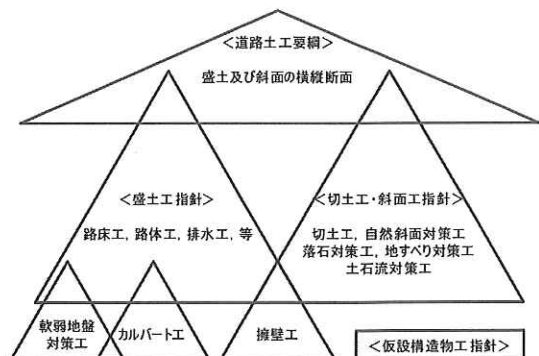 ＜道路土工要綱＞
盛土及び斜面の横縦断面
＜盛土工指針＞
路床工, 路体工, 排水工, 等
＜切土工・斜面工指針＞
切土工, 自然斜面対策工
落石対策工, 地すべり対策工
土石流対策工
軟弱地盤
対策工
カルバート工
擁壁工
＜仮設構造物工指針＞